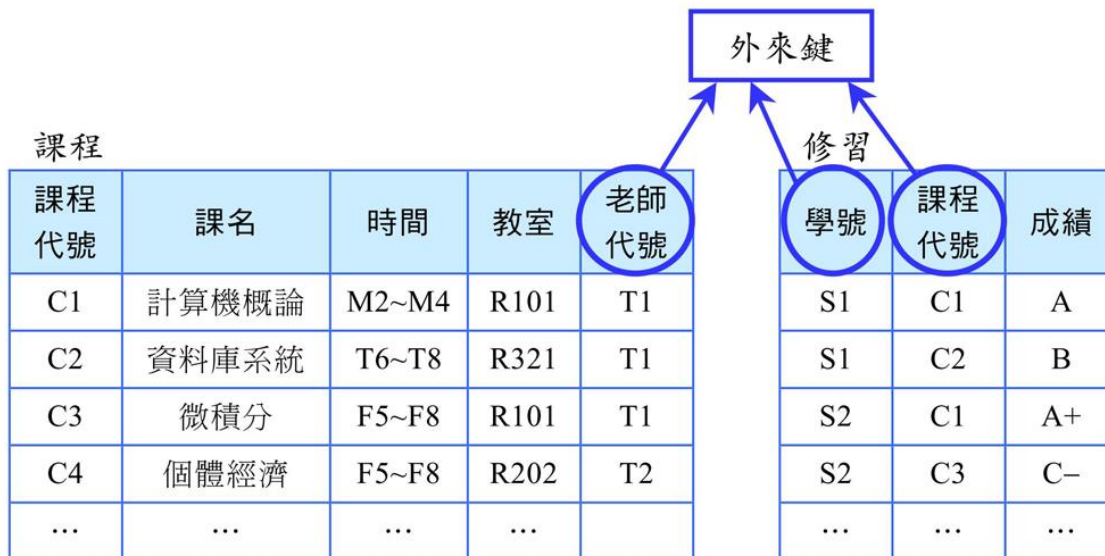 外來鍵
課程
課程代號 課名 時間 教室 老師代號
C1 計算機概論 M2~M4 R101 T1
C2 資料庫系統 T6~T8 R321 T1
C3 微積分 F5~F8 R101 T1
C4 個體經濟 F5~F8 R202 T2
… … … …
修習
學號 課程代號 成績
S1 C1 A
S1 C2 B
S2 C1 A+
S2 C3 C−
… … …